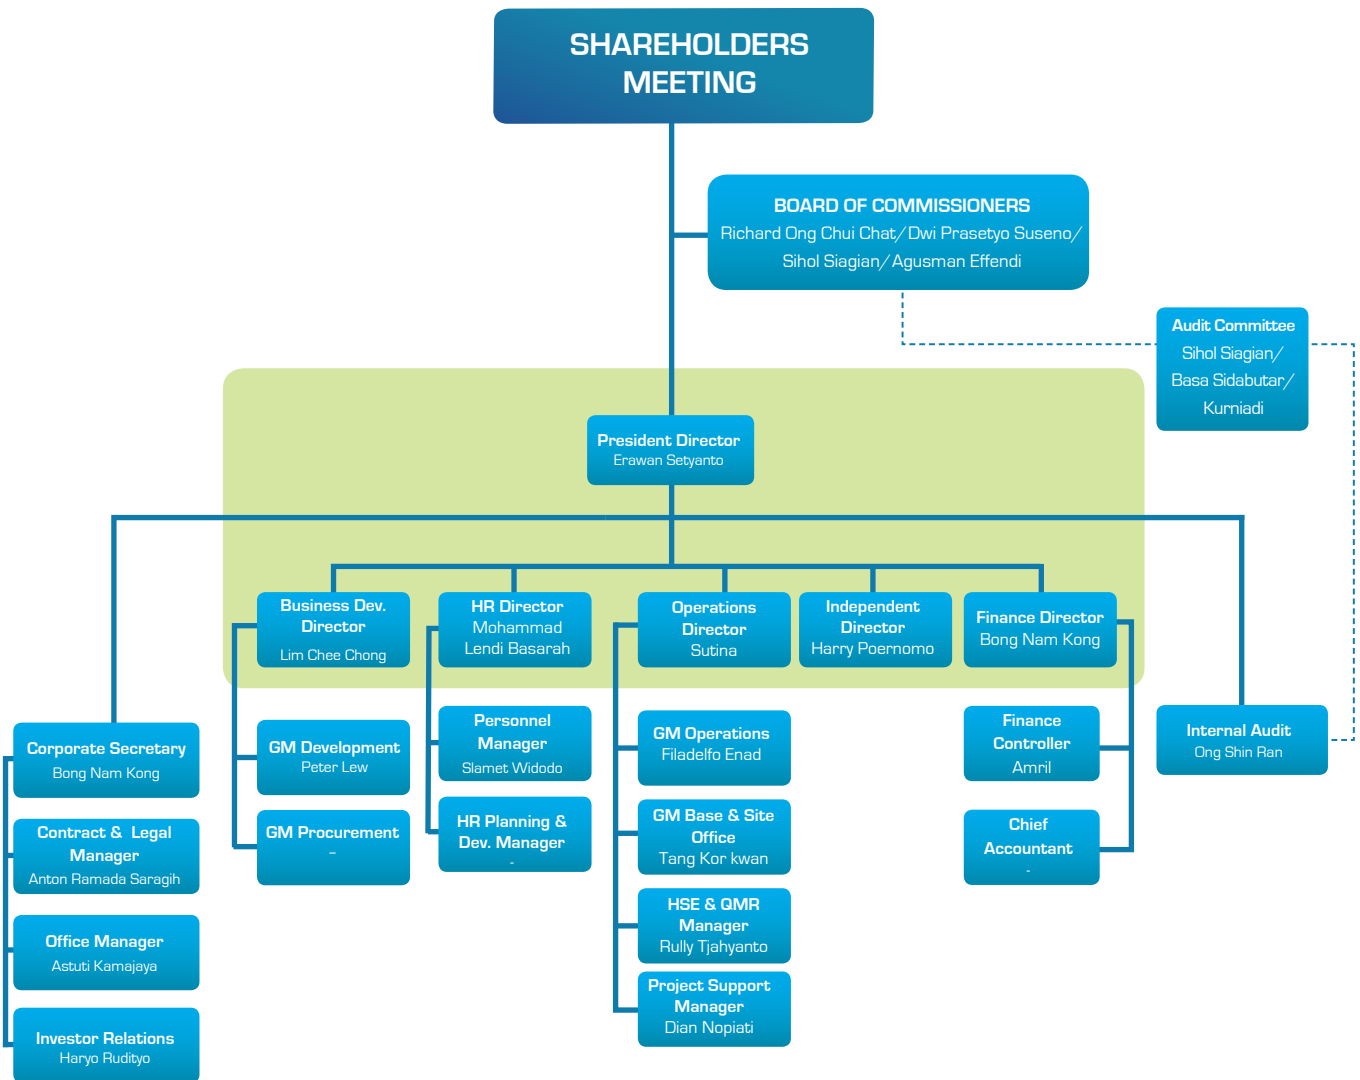 SHAREHOLDERS
MEETING
BOARD OF COMMISSIONERS
Richard Ong Chui Chat/Dwi Prasetyo Suseno/
Sihol Siagian/Agusman Effendi
Audit Committee
Sihol Siagian/
Basa Sidabutar/
Kurniadi
President Director
Erawan Setyanto
Business Dev.
Director
Lim Chee Chong
HR Director
Mohammad
Lendi Basarah
Operations
Director
Sutina
Independent
Director
Harry Poernomo
Finance Director
Bong Nam Kong
Corporate Secretary
Bong Nam Kong
Contract & Legal
Manager
Anton Ramada Saragih
Office Manager
Astuti Kamajaya
Investor Relations
Haryo Rudityo
GM Development
Peter Lew
GM Procurement
–
Personnel
Manager
Slamet Widodo
HR Planning &
Dev. Manager
-
GM Operations
Filadelfo Enad
GM Base & Site
Office
Tang Kor kwan
HSE & QMR
Manager
Rully Tjahyanto
Project Support
Manager
Dian Nopiati
Finance
Controller
Amril
Chief
Accountant
-
Internal Audit
Ong Shin Ran